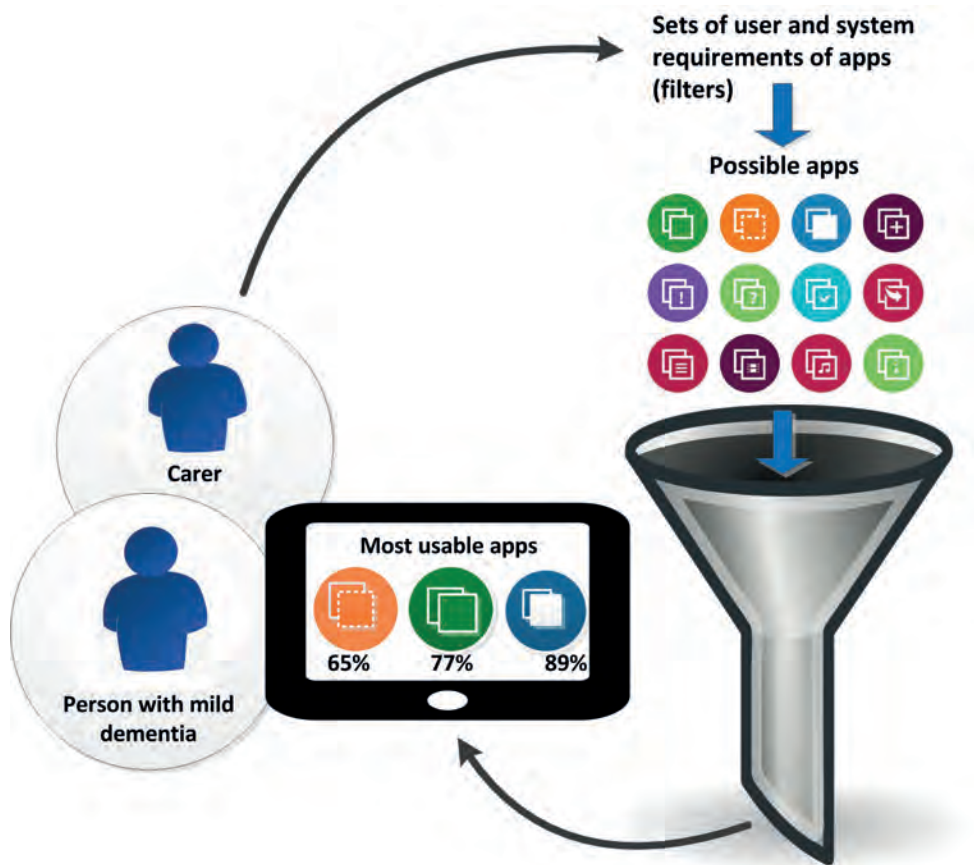 Sets of user and system
requirements of apps
(filters)
Possible apps
Carer
Most usable apps
65% 77% 89%
Person with mild
dementia